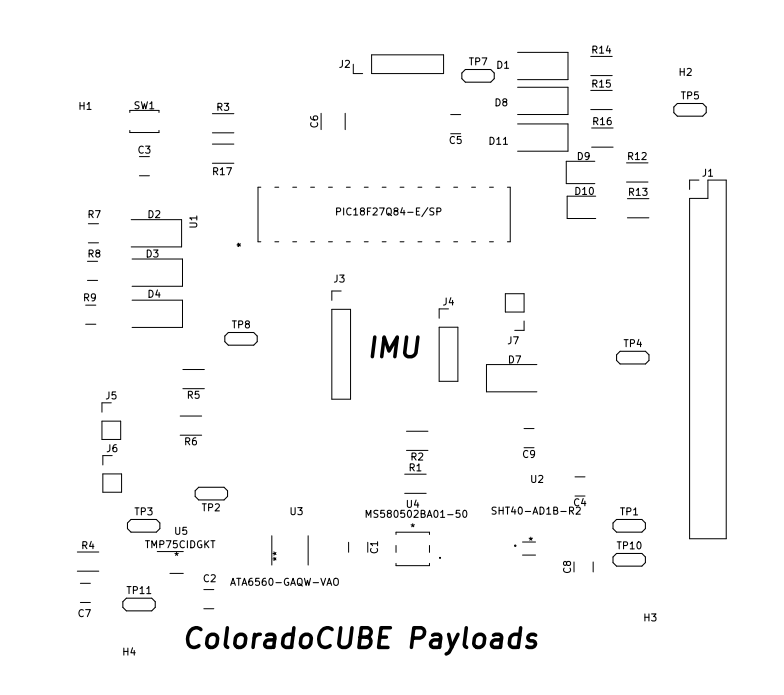 J2
TP7
D1
R14
H2
H1
SW1
R3
C6
C5
D8
R15
TP5
D11
R16
C3
R17
D9
R12
J1
D10
R13
PIC18F27Q84-E/SP
R7
D2
U1
*
R8
D3
R9
D4
J3
J4
TP8
IMU
J7
D7
TP4
R5
J5
R6
J6
R2
C9
R1
U2
C4
TP2
TP3
U5
TMP75CIDGKT
*
U3
U4
MS580502BA01-50
*
SHT40-AD1B-R2
*
TP1
R4
**
C1
TP10
C8
ATA6560-GAQW-VAO
C2
TP11
C7
H3
ColoradoCUBE Payloads
H4